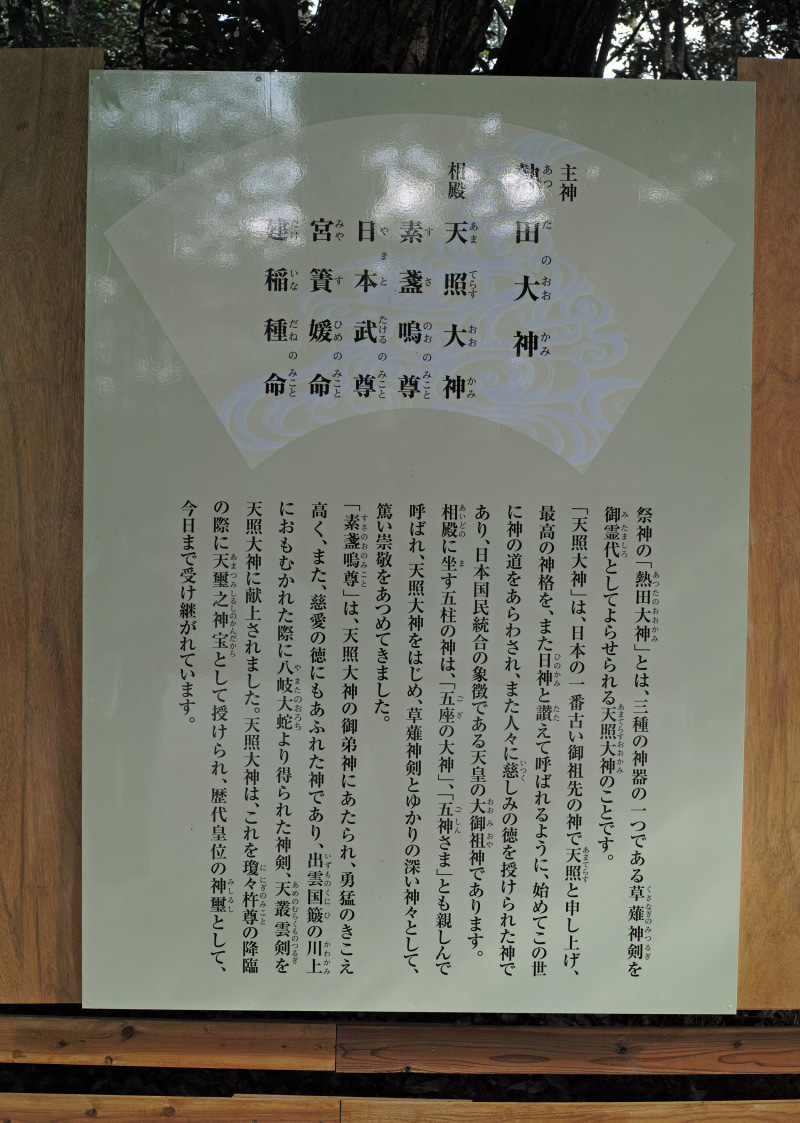 主神
熱田大神
相殿
天照大神
素盞嗚尊
日本武尊
宮簀媛命
建稲種命
祭神の「熱田大神」とは、三種の神器の一つである草薙神剣を
御霊代としてよらせられる天照大神のことです。
「天照大神」は、日本の一番古い御祖先の神で天照と申し上げ、
最高の神格を、また日神と讃えて呼ばれるように、始めてこの世
に神の道をあらわされ、また人々に慈しみの徳を授けられた神で
あり、日本国民統合の象徴である天皇の大御祖神であります。
相殿に坐す五柱の神は、「五座の大神」、「五神さま」とも親しんで
呼ばれ、天照大神をはじめ、草薙神剣とゆかりの深い神々として、
篤い崇敬をあつめてきました。
「素盞嗚尊」は、天照大神の御弟神にあたられ、勇猛のきこえ
高く、また、慈愛の徳にもあふれた神であり、出雲国簸の川上
におもむかれた際に八岐大蛇より得られた神剣、天叢雲剣を
天照大神に献上されました。天照大神は、これを瓊々杵尊の降臨
の際に天璽之神宝として授けられ、歴代皇位の神璽として、
今日まで受け継がれています。